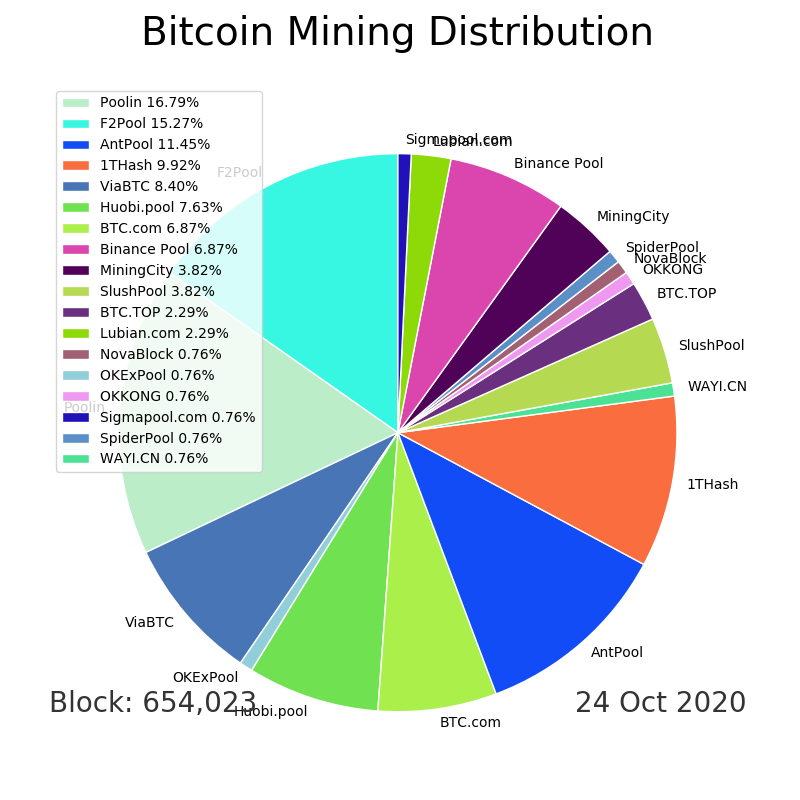 Bitcoin Mining Distribution
Poolin 16.79%
F2Pool 15.27%
AntPool 11.45%
1THash 9.92%
ViaBTC 8.40%
Huobi.pool 7.63%
BTC.com 6.87%
Binance Pool 6.87%
MiningCity 3.82%
SlushPool 3.82%
BTC.TOP 2.29%
Lubian.com 2.29%
NovaBlock 0.76%
OKExPool 0.76%
OKKONG 0.76%
Sigmapool.com 0.76%
SpiderPool 0.76%
WAYI.CN 0.76%
F2Pool
Poolin
Sigmapool.com
Lubian.com
Binance Pool
MiningCity
SpiderPool
NovaBlock
OKKONG
BTC.TOP
SlushPool
WAYI.CN
1THash
AntPool
BTC.com
Huobi.pool
OKExPool
ViaBTC
Block: 654,023
24 Oct 2020